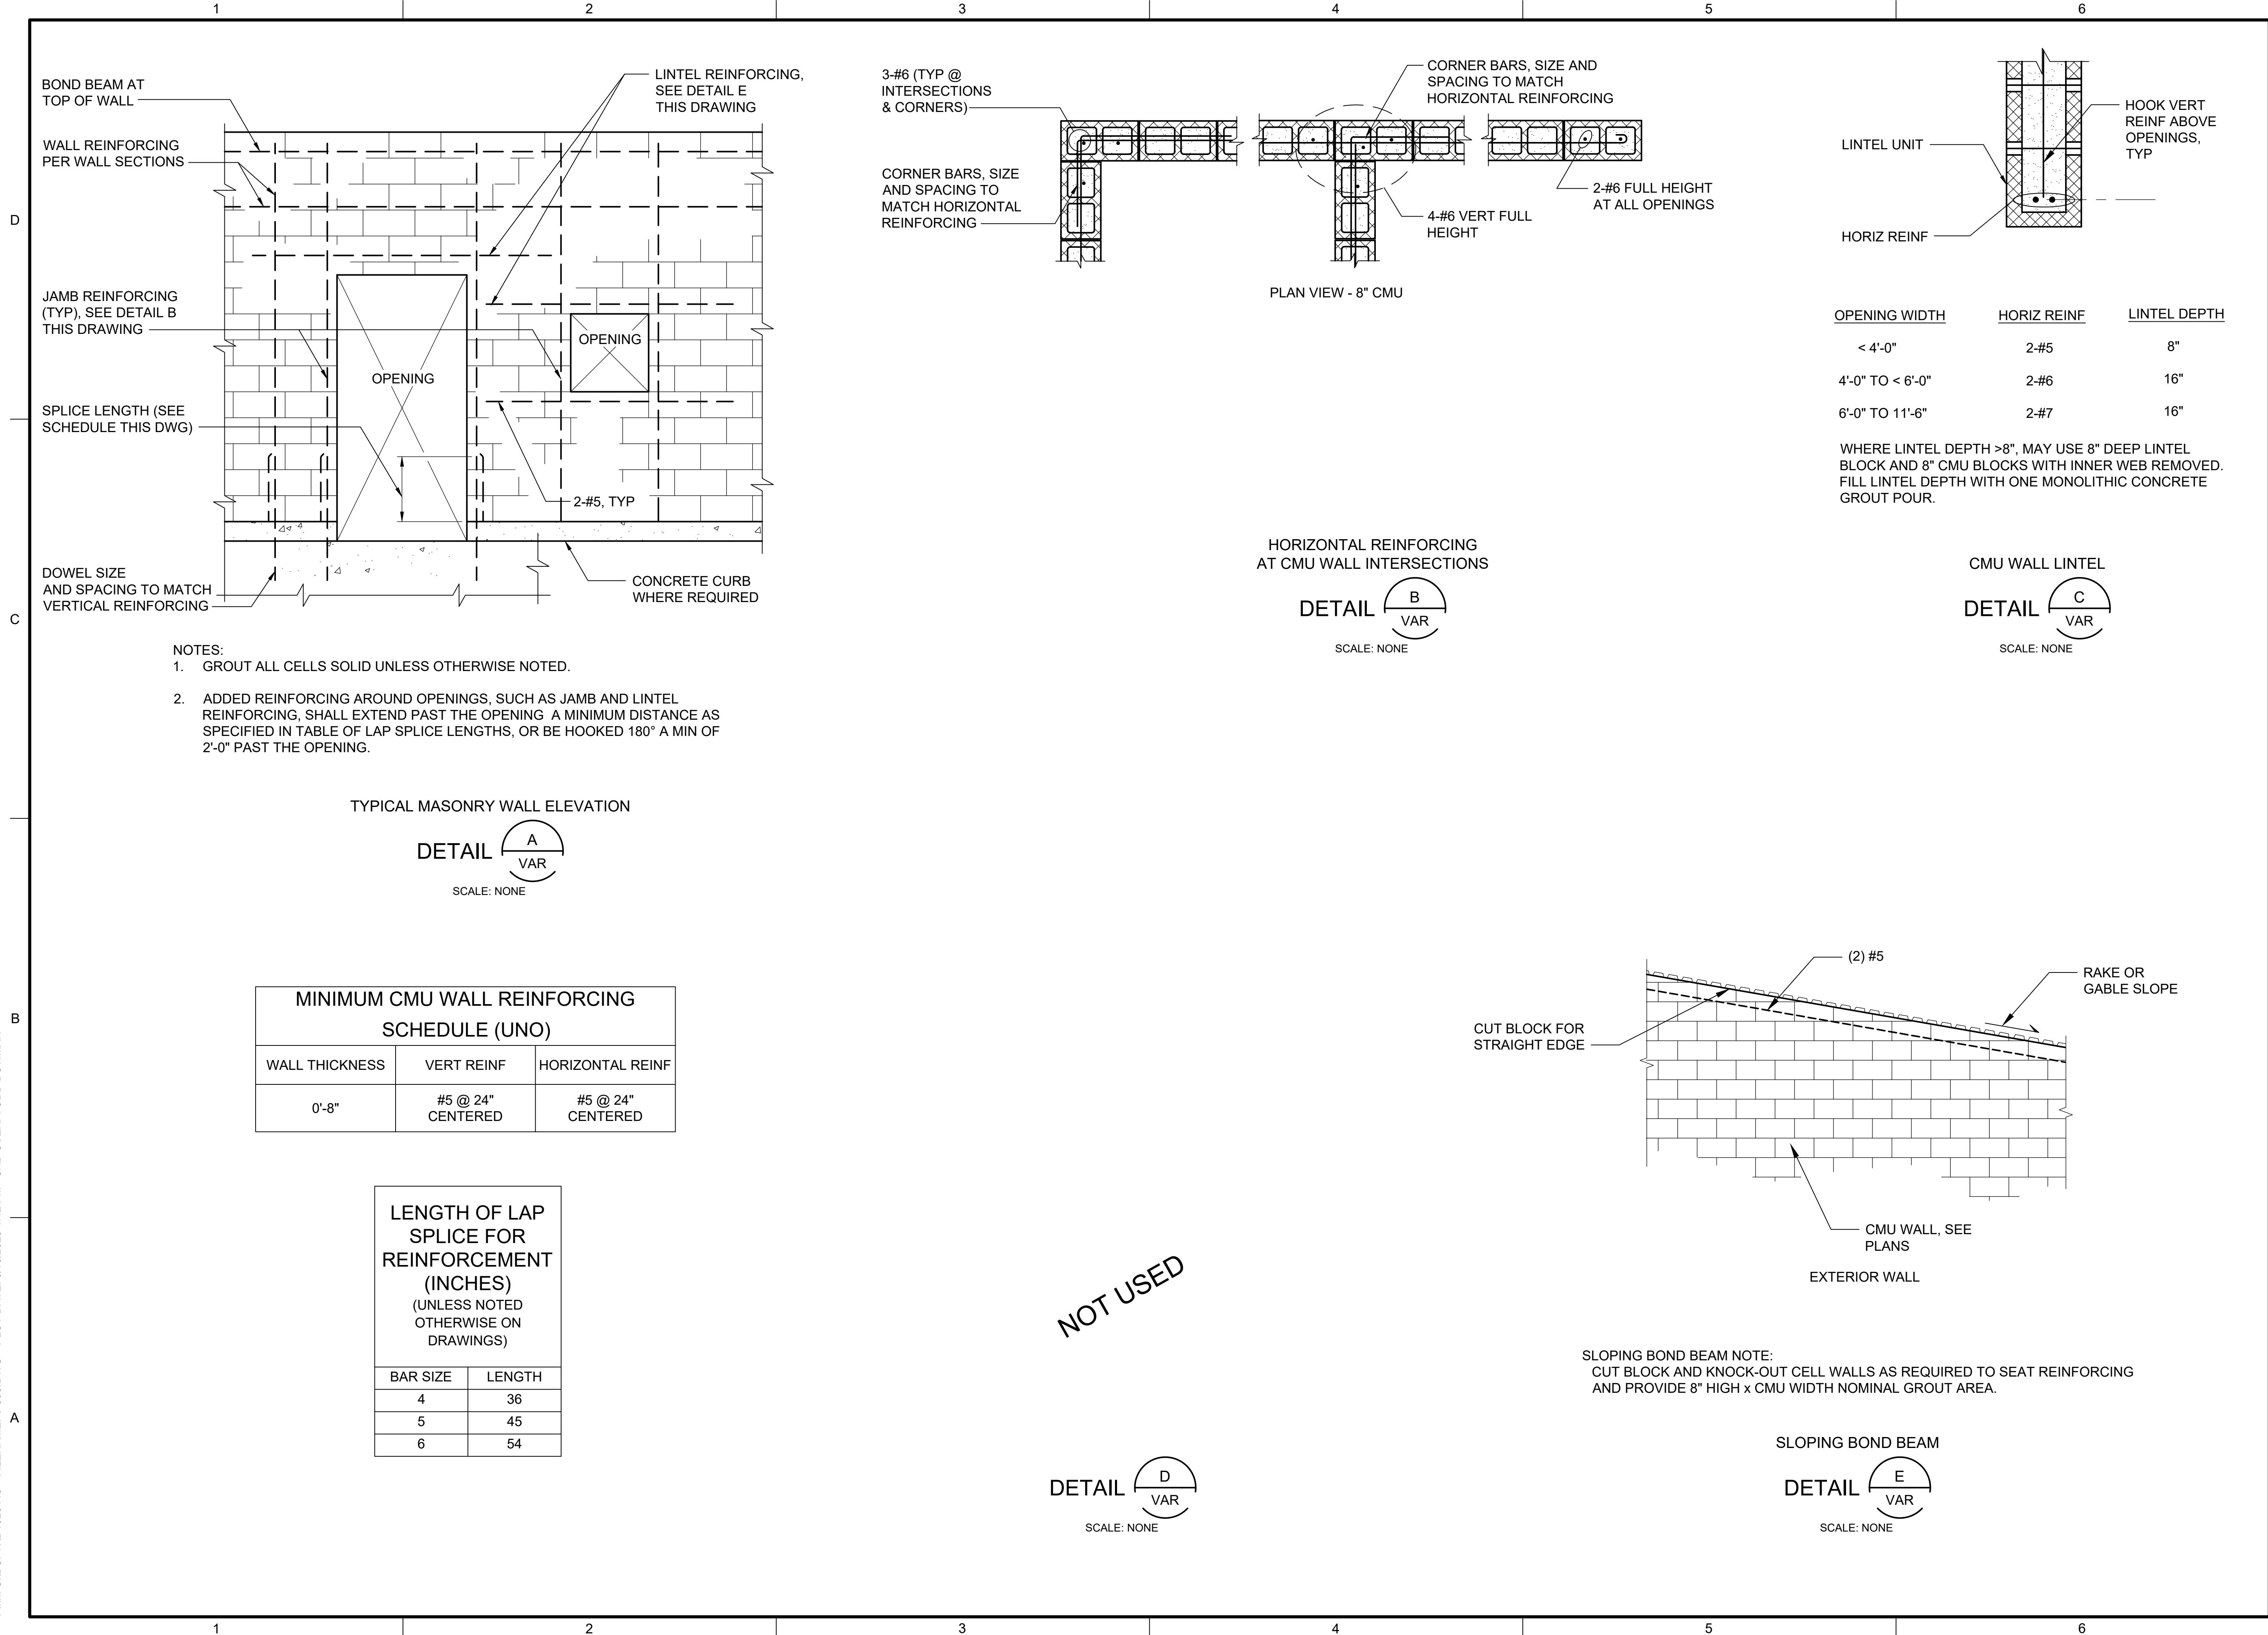 1 2 3 4 5 6
BOND BEAM AT
TOP OF WALL
WALL REINFORCING
PER WALL SECTIONS
JAMB REINFORCING
(TYP), SEE DETAIL B
THIS DRAWING
SPLICE LENGTH (SEE
SCHEDULE THIS DWG)
DOWEL SIZE
AND SPACING TO MATCH
VERTICAL REINFORCING
LINTEL REINFORCING,
SEE DETAIL E
THIS DRAWING
OPENING
OPENING
2-#5, TYP
CONCRETE CURB
WHERE REQUIRED
NOTES:
1. GROUT ALL CELLS SOLID UNLESS OTHERWISE NOTED.
2. ADDED REINFORCING AROUND OPENINGS, SUCH AS JAMB AND LINTEL
REINFORCING, SHALL EXTEND PAST THE OPENING A MINIMUM DISTANCE AS
SPECIFIED IN TABLE OF LAP SPLICE LENGTHS, OR BE HOOKED 180° A MIN OF
2'-0" PAST THE OPENING.
TYPICAL MASONRY WALL ELEVATION
DETAIL A
VAR
SCALE: NONE
3-#6 (TYP @
INTERSECTIONS
& CORNERS)
CORNER BARS, SIZE
AND SPACING TO
MATCH HORIZONTAL
REINFORCING
CORNER BARS, SIZE AND
SPACING TO MATCH
HORIZONTAL REINFORCING
2-#6 FULL HEIGHT
AT ALL OPENINGS
4-#6 VERT FULL
HEIGHT
PLAN VIEW - 8" CMU
HORIZONTAL REINFORCING
AT CMU WALL INTERSECTIONS
DETAIL B
VAR
SCALE: NONE
LINTEL UNIT
HORIZ REINF
HOOK VERT
REINF ABOVE
OPENINGS,
TYP
OPENING WIDTH HORIZ REINF LINTEL DEPTH
< 4'-0" 2-#5 8"
4'-0" TO < 6'-0" 2-#6 16"
6'-0" TO 11'-6" 2-#7 16"
WHERE LINTEL DEPTH >8", MAY USE 8" DEEP LINTEL
BLOCK AND 8" CMU BLOCKS WITH INNER WEB REMOVED.
FILL LINTEL DEPTH WITH ONE MONOLITHIC CONCRETE
GROUT POUR.
CMU WALL LINTEL
DETAIL C
VAR
SCALE: NONE
MINIMUM CMU WALL REINFORCING
SCHEDULE (UNO)
WALL THICKNESS VERT REINF HORIZONTAL REINF
0'-8" #5 @ 24" #5 @ 24"
CENTERED CENTERED
LENGTH OF LAP
SPLICE FOR
REINFORCEMENT
(INCHES)
(UNLESS NOTED
OTHERWISE ON
DRAWINGS)
BAR SIZE LENGTH
4 36
5 45
6 54
NOT USED
DETAIL D
VAR
SCALE: NONE
(2) #5
RAKE OR
GABLE SLOPE
CUT BLOCK FOR
STRAIGHT EDGE
CMU WALL, SEE
PLANS
EXTERIOR WALL
SLOPING BOND BEAM NOTE:
CUT BLOCK AND KNOCK-OUT CELL WALLS AS REQUIRED TO SEAT REINFORCING
AND PROVIDE 8" HIGH x CMU WIDTH NOMINAL GROUT AREA.
SLOPING BOND BEAM
DETAIL E
VAR
SCALE: NONE
D
C
B
A
1 2 3 4 5 6